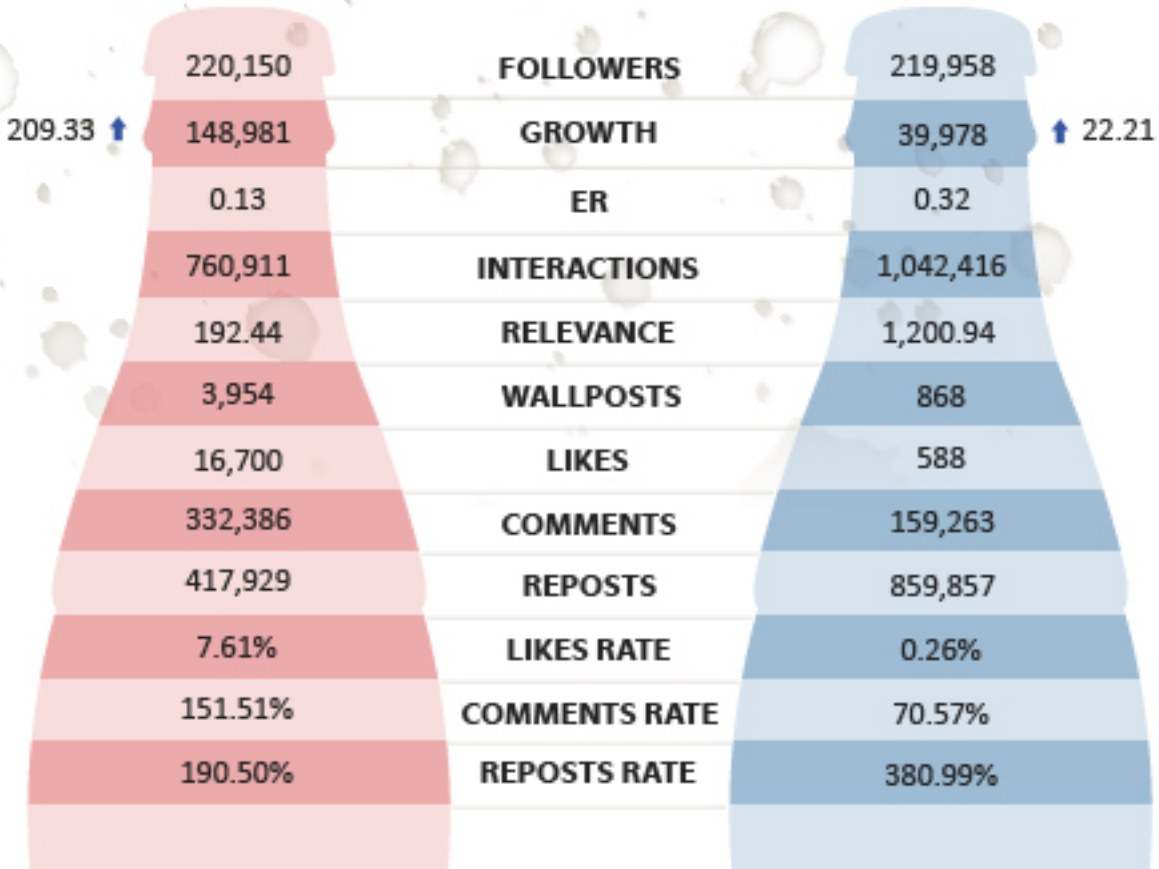 220,150 FOLLOWERS 219,958
209.33 148,981 GROWTH 39,978 22.21
0.13 ER 0.32
760,911 INTERACTIONS 1,042,416
192.44 RELEVANCE 1,200.94
3,954 WALLPOSTS 868
16,700 LIKES 588
332,386 COMMENTS 159,263
417,929 REPOSTS 859,857
7.61% LIKES RATE 0.26%
151.51% COMMENTS RATE 70.57%
190.50% REPOSTS RATE 380.99%